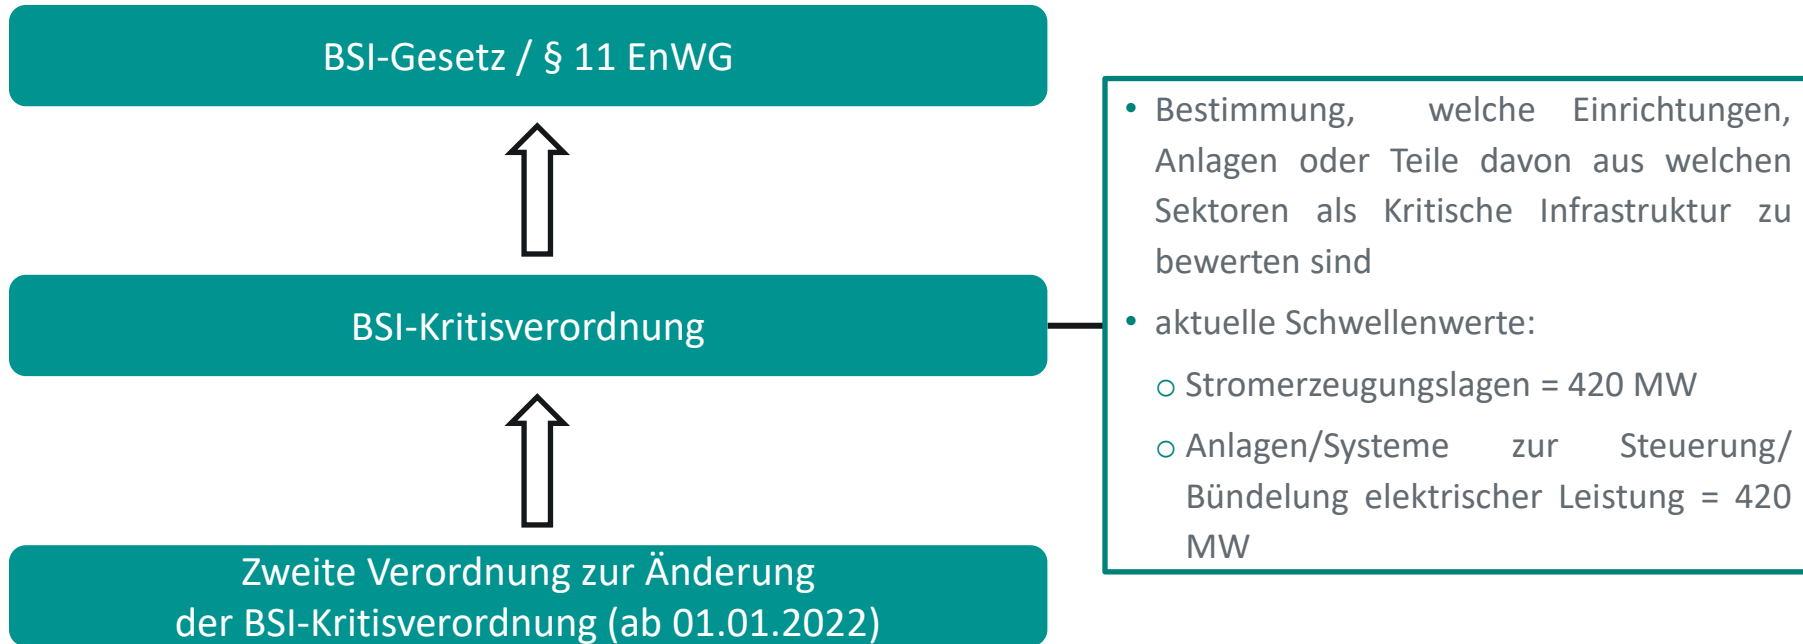 BSI-Gesetz / § 11 EnWG
BSI-Kritisverordnung
Zweite Verordnung zur Änderung
der BSI-Kritisverordnung (ab 01.01.2022)
• Bestimmung, welche Einrichtungen,
Anlagen oder Teile davon aus welchen
Sektoren als Kritische Infrastruktur zu
bewerten sind
• aktuelle Schwellenwerte:
o Stromerzeugungslagen = 420 MW
o Anlagen/Systeme zur Steuerung/
Bündelung elektrischer Leistung = 420
MW